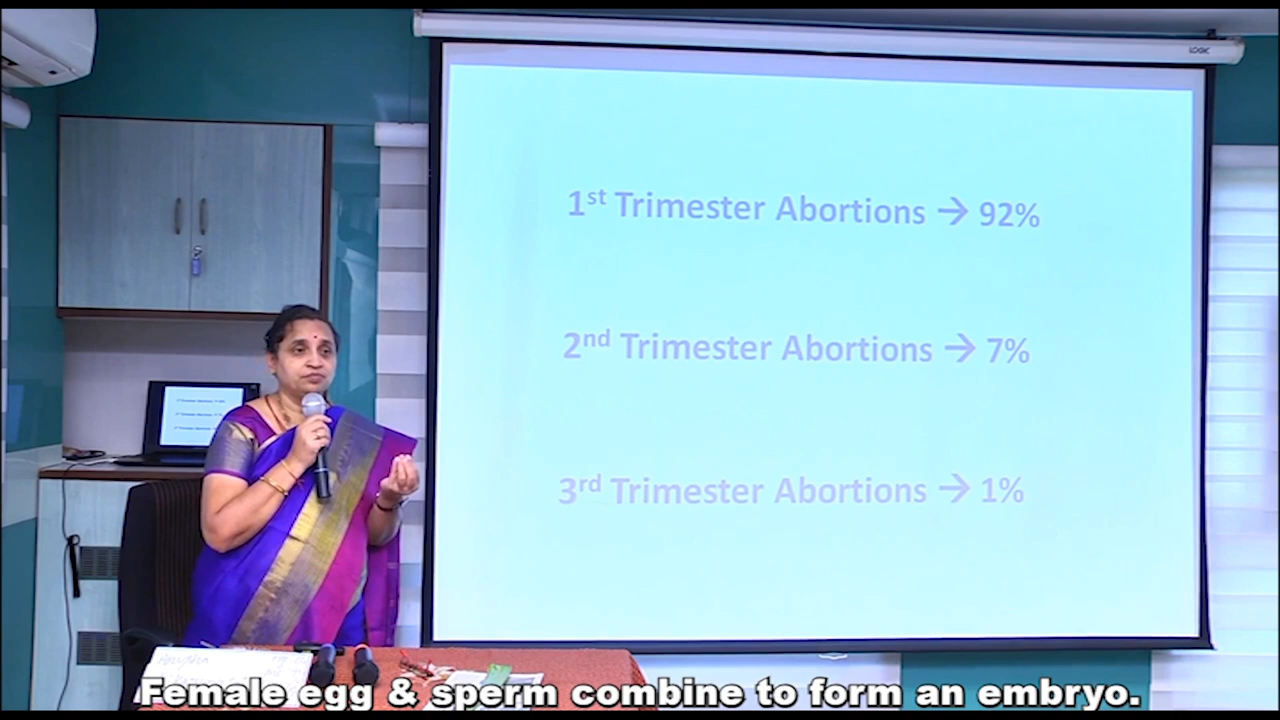 LOGIC
1st Trimester Abortions → 92%
2nd Trimester Abortions → 7%
3rd Trimester Abortions → 1%
Female egg & sperm combine to form an embryo.